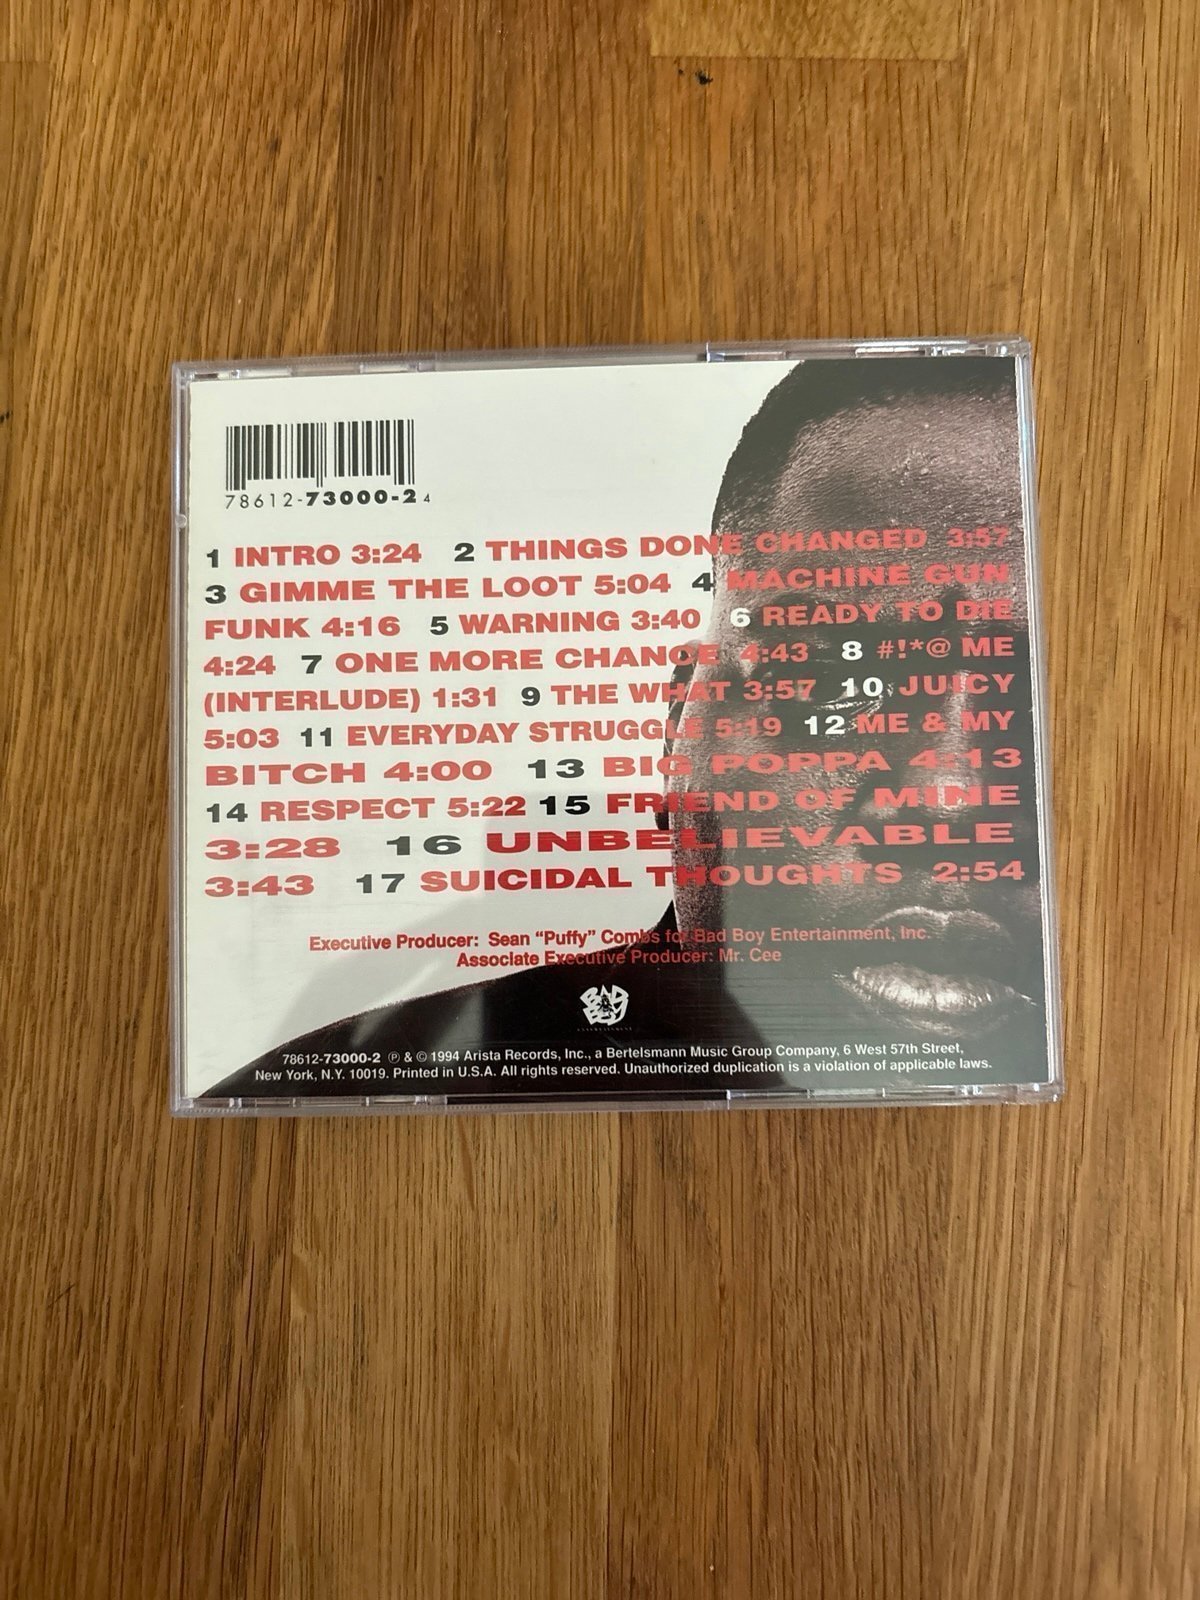 78612-73000-2 4
1 INTRO 3:24 2 THINGS DONE CHANGED 3:57
3 GIMME THE LOOT 5:04 4 MACHINE GUN
FUNK 4:16 5 WARNING 3:40 6 READY TO DIE
4:24 7 ONE MORE CHANCE 4:43 8 #!*@ ME
(INTERLUDE) 1:31 9 THE WHAT 3:57 10 JUICY
5:03 11 EVERYDAY STRUGGLE 5:19 12 ME & MY
BITCH 4:00 13 BIG POPPA 4:13
14 RESPECT 5:22 15 FRIEND OF MINE
3:28 16 UNBELIEVABLE
3:43 17 SUICIDAL THOUGHTS 2:54
Executive Producer: Sean “Puffy” Combs for Bad Boy Entertainment, Inc.
Associate Executive Producer: Mr. Cee
BAD
BOY
ENTERTAINMENT
78612-73000-2 ℗ & © 1994 Arista Records, Inc., a Bertelsmann Music Group Company, 6 West 57th Street,
New York, N.Y. 10019. Printed in U.S.A. All rights reserved. Unauthorized duplication is a violation of applicable laws.